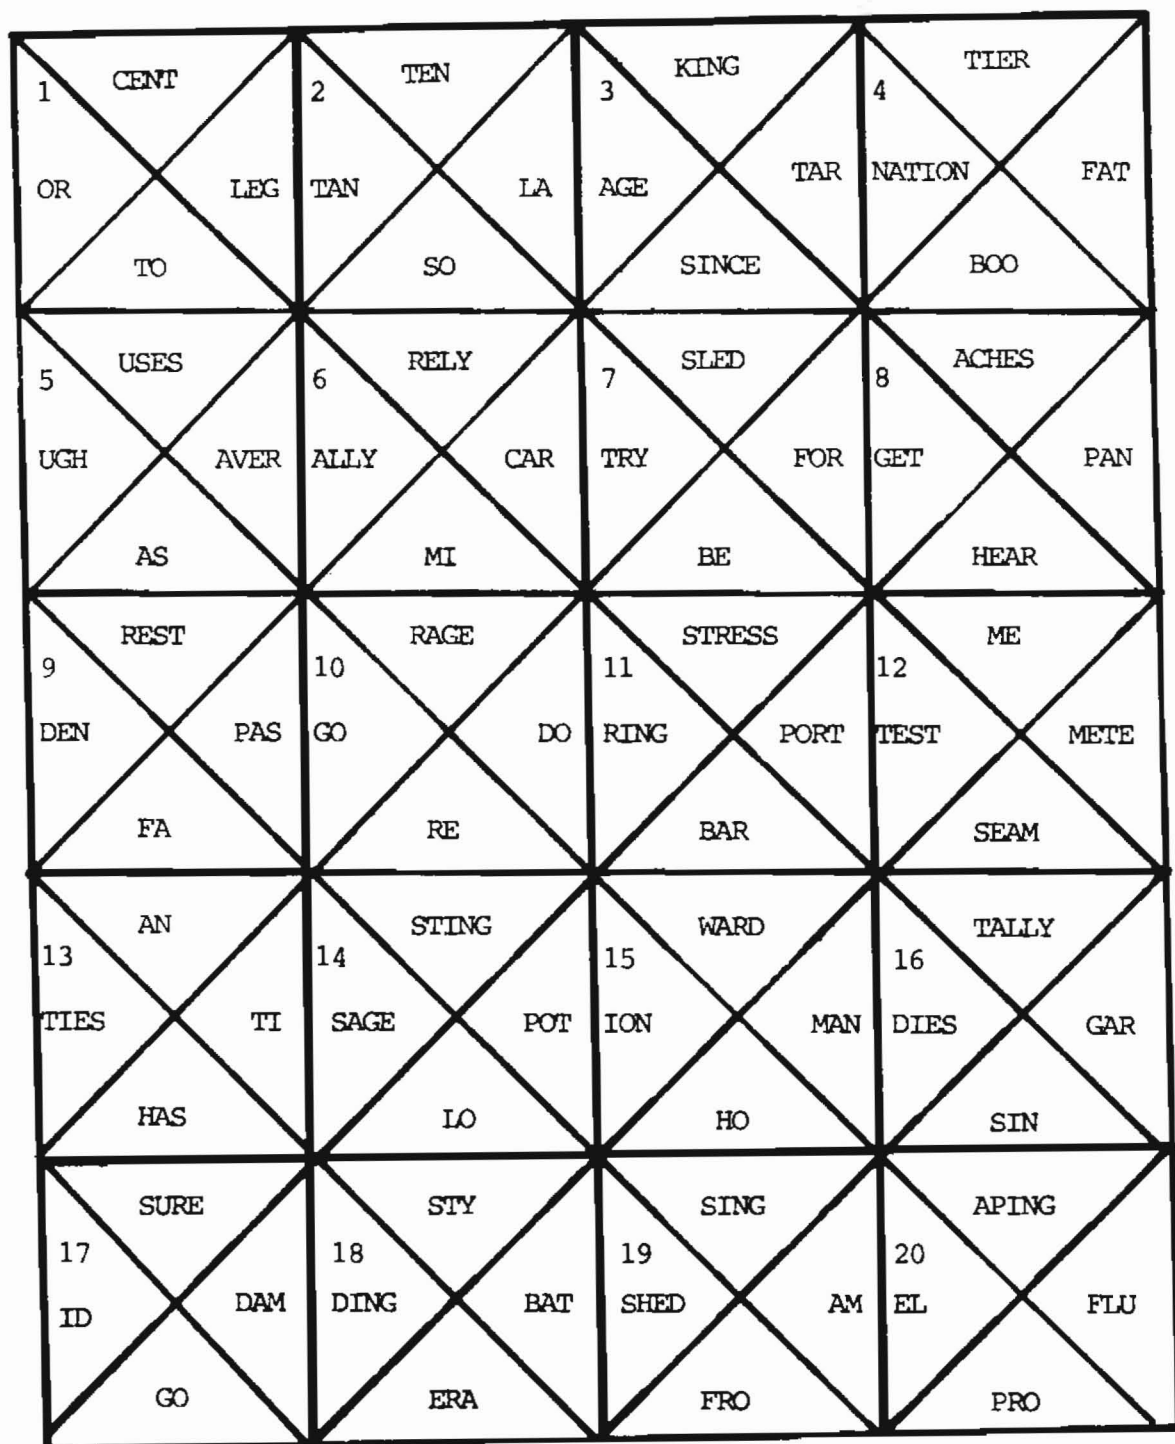 CENT TEN KING TIER
1 2 3 4
OR LEG TAN LA AGE TAR NATION FAT
TO SO SINCE BOO
USES RELY SLED ACHES
5 6 7 8
UGH AVER ALLY CAR TRY FOR GET PAN
AS MI BE HEAR
REST RAGE STRESS ME
9 10 11 12
DEN PAS GO DO RING PORT TEST METE
FA RE BAR SEAM
AN STING WARD TALLY
13 14 15 16
TIES TI SAGE POT ION MAN DIES GAR
HAS LO HO SIN
SURE STY SING APING
17 18 19 20
ID DAM DING BAT SHED AM EL FLU
GO ERA FRO PRO